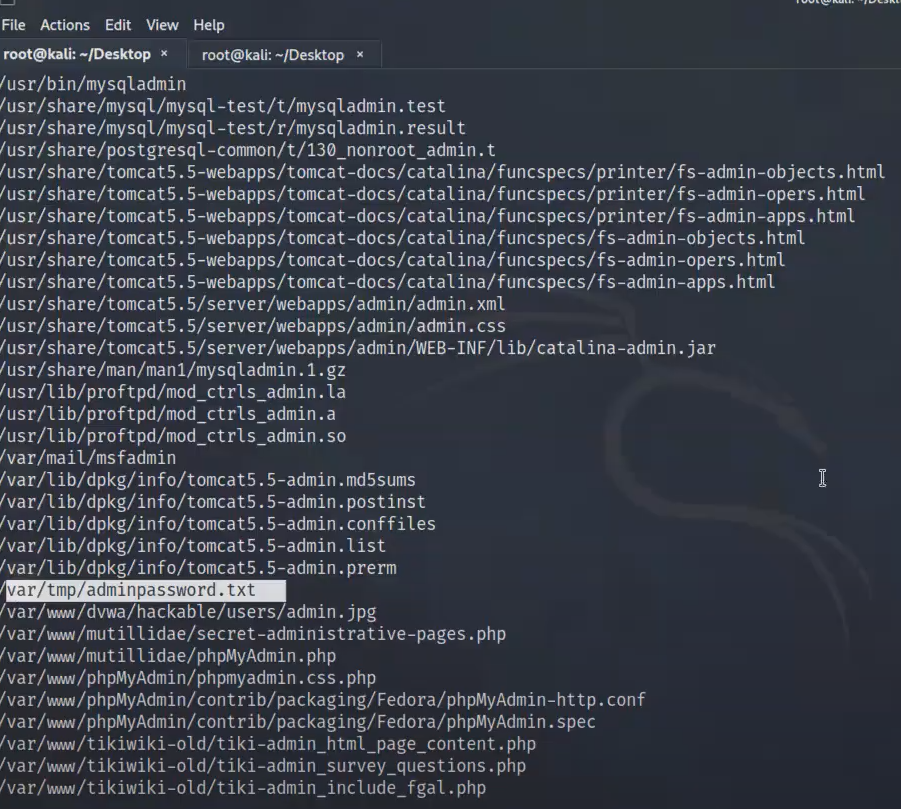 File Actions Edit View Help
root@kali: ~/Desktop × root@kali: ~/Desktop ×
/usr/bin/mysqladmin
/usr/share/mysql/mysql-test/t/mysqladmin.test
/usr/share/mysql/mysql-test/r/mysqladmin.result
/usr/share/postgresql-common/t/130_nonroot_admin.t
/usr/share/tomcat5.5-webapps/tomcat-docs/catalina/funcspecs/printer/fs-admin-objects.html
/usr/share/tomcat5.5-webapps/tomcat-docs/catalina/funcspecs/printer/fs-admin-opers.html
/usr/share/tomcat5.5-webapps/tomcat-docs/catalina/funcspecs/printer/fs-admin-apps.html
/usr/share/tomcat5.5-webapps/tomcat-docs/catalina/funcspecs/fs-admin-objects.html
/usr/share/tomcat5.5-webapps/tomcat-docs/catalina/funcspecs/fs-admin-opers.html
/usr/share/tomcat5.5-webapps/tomcat-docs/catalina/funcspecs/fs-admin-apps.html
/usr/share/tomcat5.5/server/webapps/admin/admin.xml
/usr/share/tomcat5.5/server/webapps/admin/admin.css
/usr/share/tomcat5.5/server/webapps/admin/WEB-INF/lib/catalina-admin.jar
/usr/share/man/man1/mysqladmin.1.gz
/usr/lib/proftpd/mod_ctrls_admin.la
/usr/lib/proftpd/mod_ctrls_admin.a
/usr/lib/proftpd/mod_ctrls_admin.so
/var/mail/msfadmin
/var/lib/dpkg/info/tomcat5.5-admin.md5sums
/var/lib/dpkg/info/tomcat5.5-admin.postinst
/var/lib/dpkg/info/tomcat5.5-admin.conffiles
/var/lib/dpkg/info/tomcat5.5-admin.list
/var/lib/dpkg/info/tomcat5.5-admin.prerm
/var/tmp/adminpassword.txt
/var/www/dvwa/hackable/users/admin.jpg
/var/www/mutillidae/secret-administrative-pages.php
/var/www/mutillidae/phpMyAdmin.php
/var/www/phpMyAdmin/phpmyadmin.css.php
/var/www/phpMyAdmin/contrib/packaging/Fedora/phpMyAdmin-http.conf
/var/www/phpMyAdmin/contrib/packaging/Fedora/phpMyAdmin.spec
/var/www/tikiwiki-old/tiki-admin_html_page_content.php
/var/www/tikiwiki-old/tiki-admin_survey_questions.php
/var/www/tikiwiki-old/tiki-admin_include_fgal.php